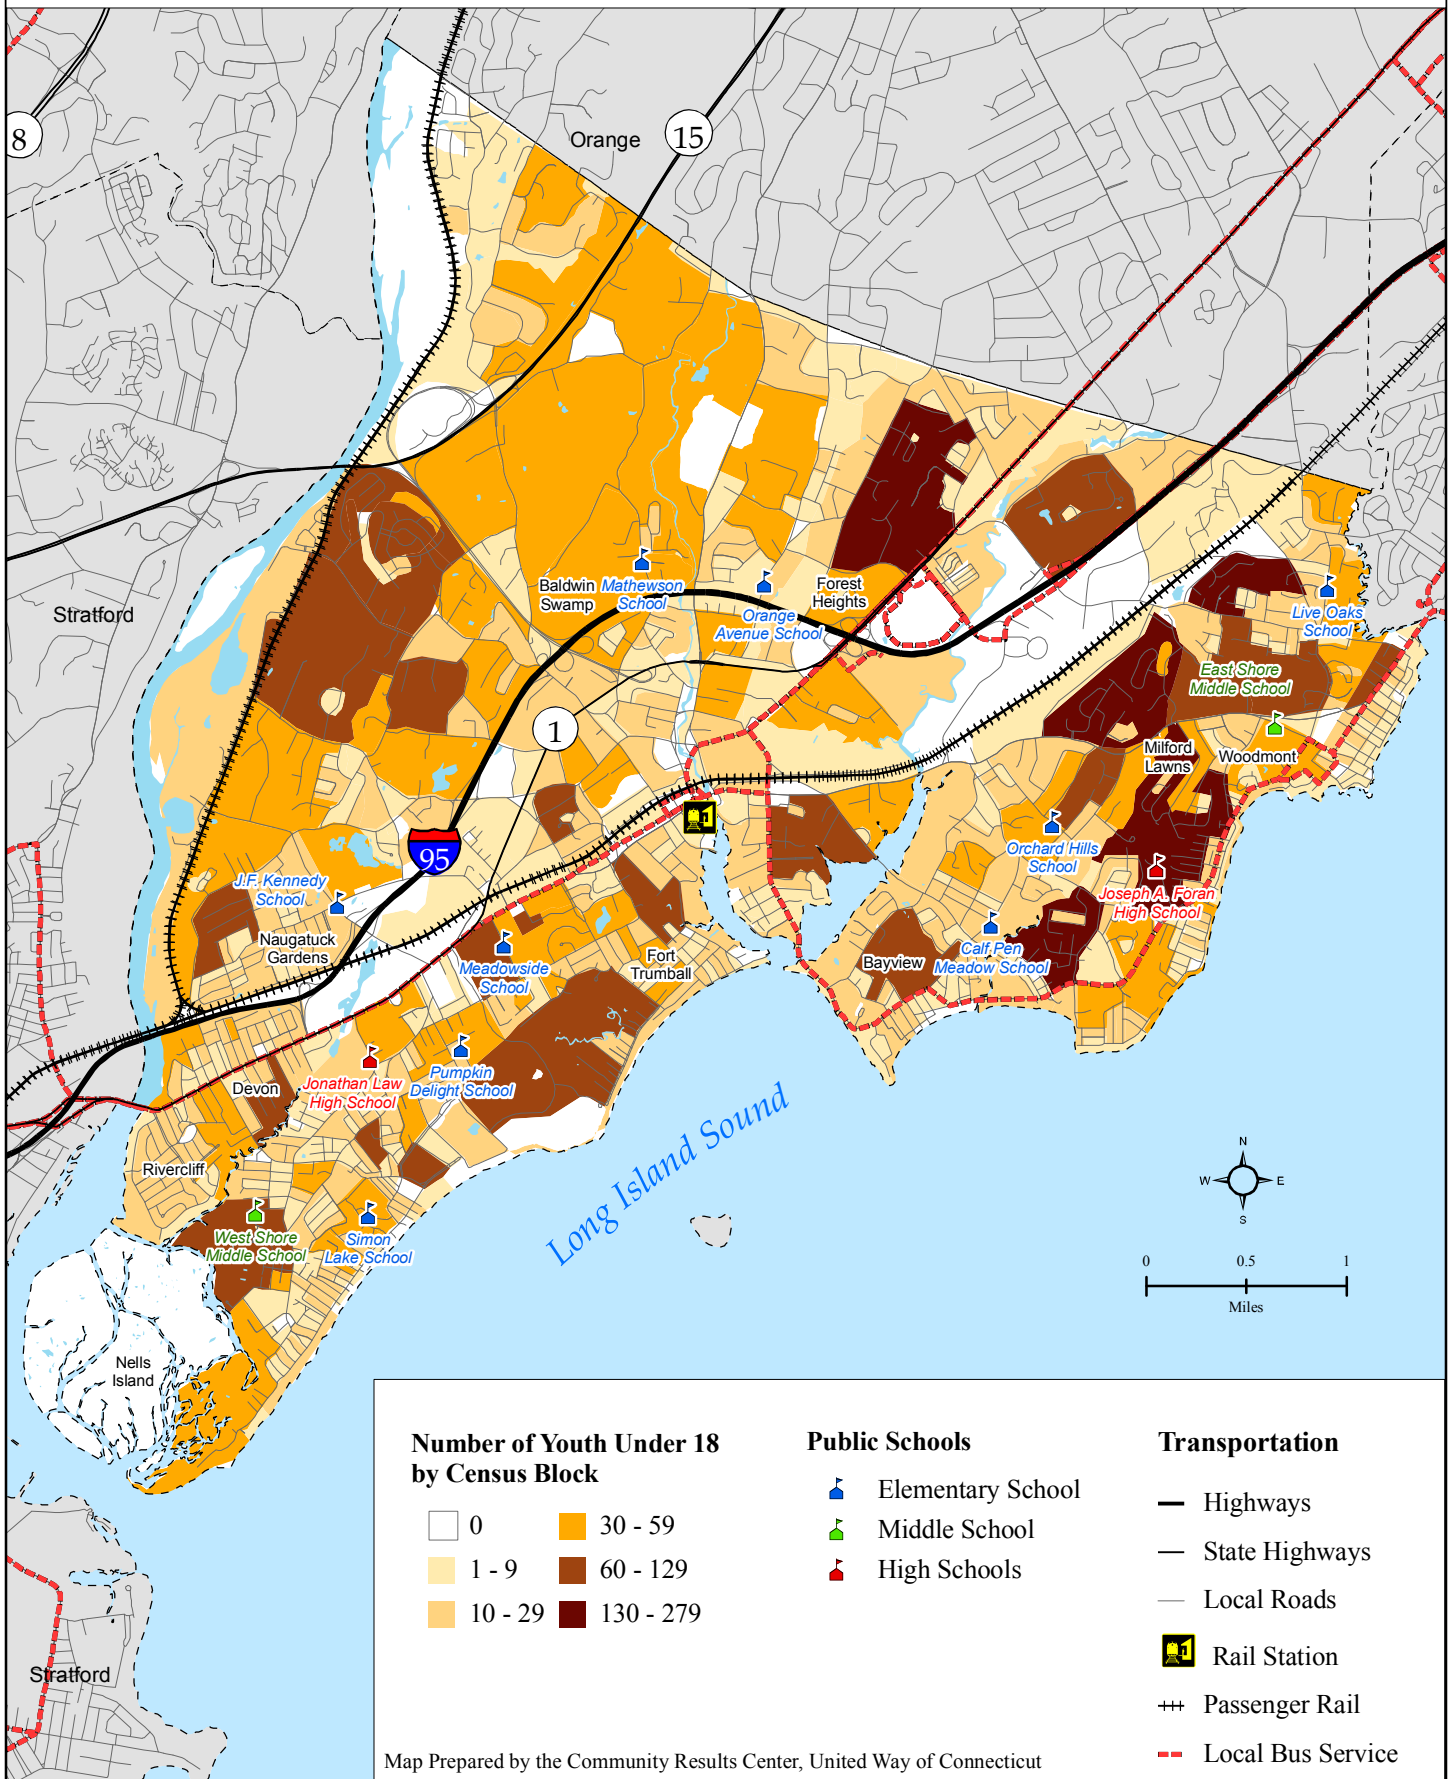 8
Orange
15
Stratford
Baldwin
Swamp
Mathewson
School
Orange
Avenue School
Forest
Heights
Live Oaks
School
East Shore
Middle School
1
Milford
Lawns
Woodmont
95
Orchard Hills
School
J.F. Kennedy
School
Joseph A. Foran
High School
Naugatuck
Gardens
Meadowside
School
Fort
Trumball
Bayview
Calf Pen
Meadow School
Devon
Jonathan Law
High School
Pumpkin
Delight School
Rivercliff
Long Island Sound
West Shore
Middle School
Simon
Lake School
N
W
E
S
0
0.5
1
Miles
Nells
Island
Stratford
Number of Youth Under 18
by Census Block
0
1 - 9
10 - 29
30 - 59
60 - 129
130 - 279
Public Schools
Elementary School
Middle School
High Schools
Transportation
Highways
State Highways
Local Roads
Rail Station
Passenger Rail
Local Bus Service
Map Prepared by the Community Results Center, United Way of Connecticut